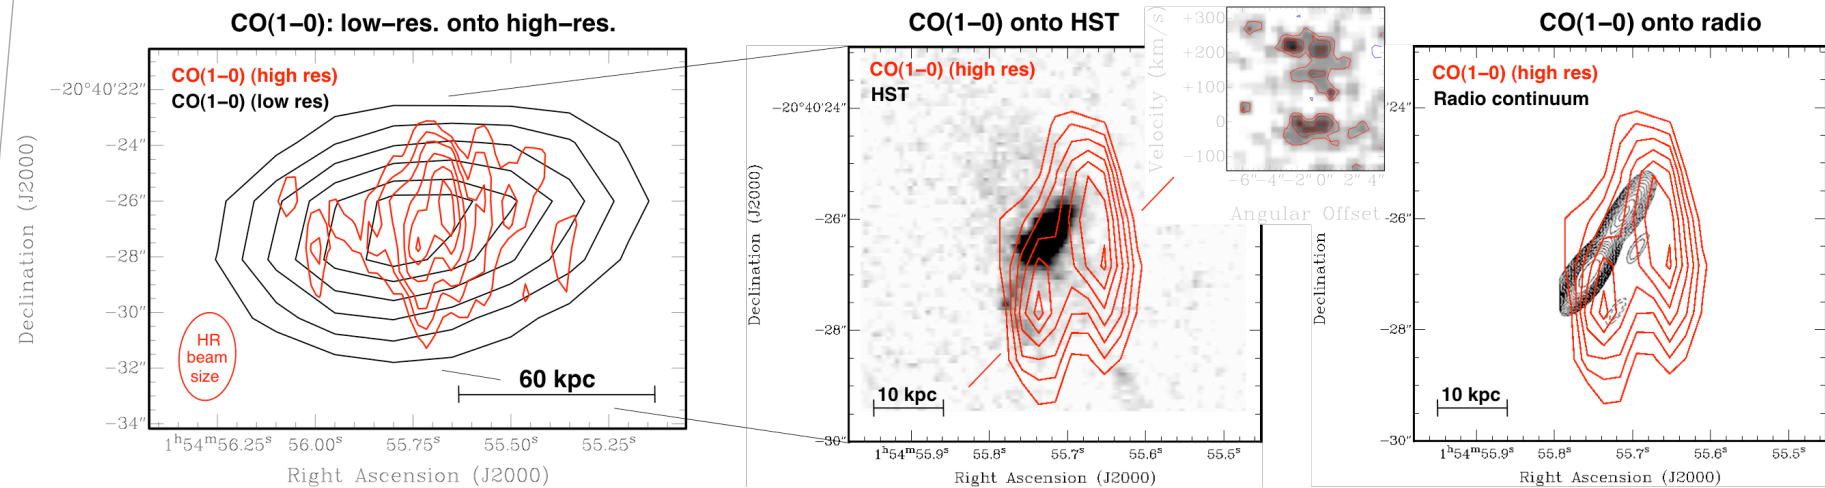 CO(1−0): low−res. onto high−res.
CO(1−0) (high res)
CO(1−0) (low res)
−20°40′22″
−24″
−26″
−28″
−30″
−32″
−34″
Declination (J2000)
HR
beam
size
60 kpc
1ʰ54ᵐ56.25ˢ 56.00ˢ 55.75ˢ 55.50ˢ 55.25ˢ
Right Ascension (J2000)
CO(1−0) onto HST
CO(1−0) (high res)
HST
−20°40′24″
−26″
−28″
−30″
Declination (J2000)
10 kpc
1ʰ54ᵐ55.9ˢ 55.8ˢ 55.7ˢ 55.6ˢ 55.5ˢ
Right Ascension (J2000)
Velocity (km/s)
+300
+200
+100
0
−100
−6″ −4″ −2″ 0″ 2″ 4″
Angular Offset
CO(1−0) onto radio
CO(1−0) (high res)
Radio continuum
24″
−26″
−28″
−30″
Declination
10 kpc
1ʰ54ᵐ55.9ˢ 55.8ˢ 55.7ˢ 55.6ˢ 55.5ˢ
Right Ascension (J2000)